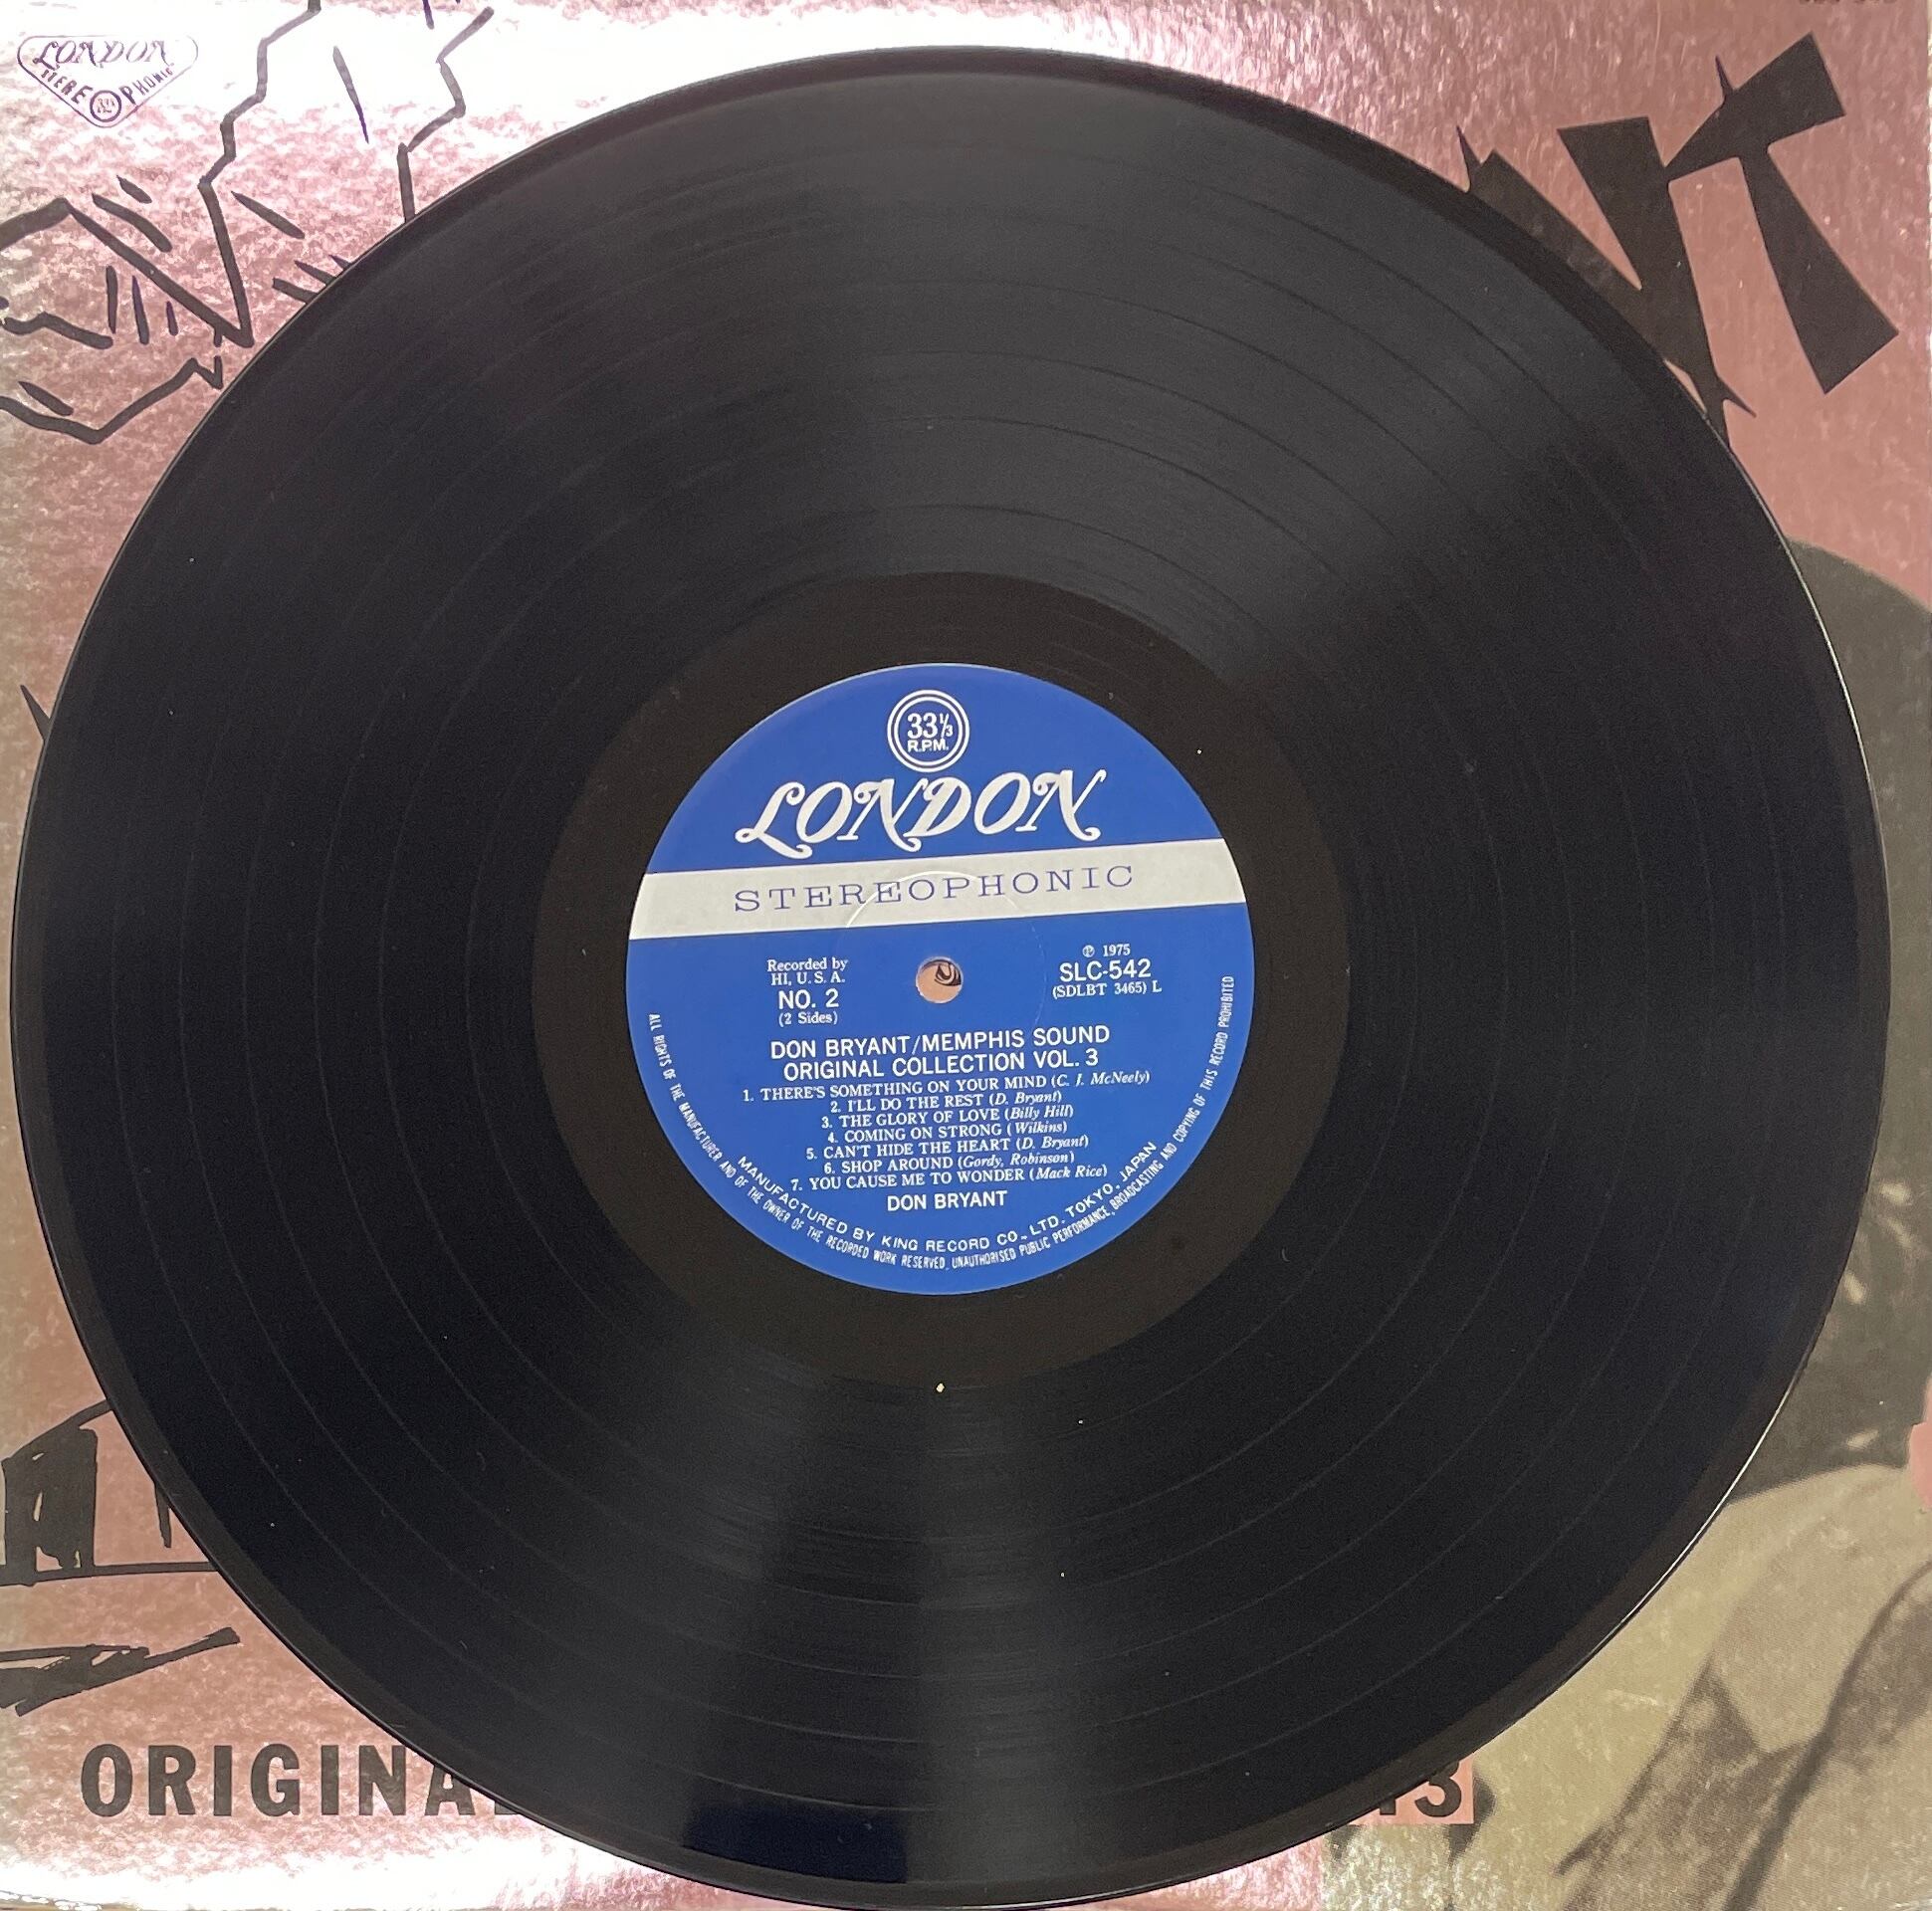 LONDON
STEREOPHONIC
NT
33⅓
R.P.M.
LONDON
STEREOPHONIC
Recorded by
HI, U. S. A.
NO. 2
(2 Sides)
℗ 1975
SLC-542
(SDLBT 3465) L
DON BRYANT/MEMPHIS SOUND
ORIGINAL COLLECTION VOL. 3
1. THERE'S SOMETHING ON YOUR MIND (C. J. McNeely)
2. I'LL DO THE REST (D. Bryant)
3. THE GLORY OF LOVE (Billy Hill)
4. COMING ON STRONG (Wilkins)
5. CAN'T HIDE THE HEART (D. Bryant)
6. SHOP AROUND (Gordy, Robinson)
7. YOU CAUSE ME TO WONDER (Mack Rice)
DON BRYANT
MANUFACTURED BY KING RECORD CO., LTD. TOKYO, JAPAN
ALL RIGHTS OF THE MANUFACTURER AND OF THE OWNER OF THE RECORDED WORK RESERVED. UNAUTHORISED PUBLIC PERFORMANCE, BROADCASTING AND COPYING OF THIS RECORD PROHIBITED
ORIGINA
3